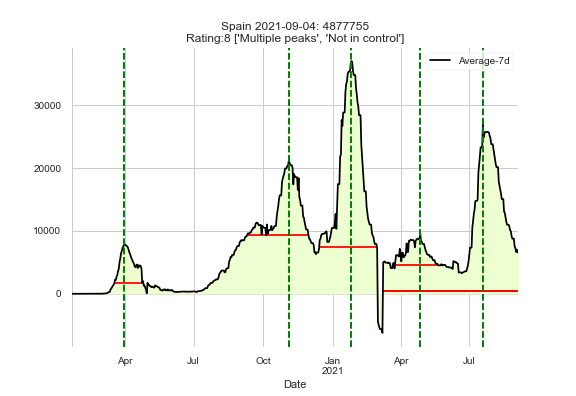 Spain 2021-09-04: 4877755
Rating:8 ['Multiple peaks', 'Not in control']
Average-7d
30000
20000
10000
0
Apr
Jul
Oct
Jan
2021
Apr
Jul
Date